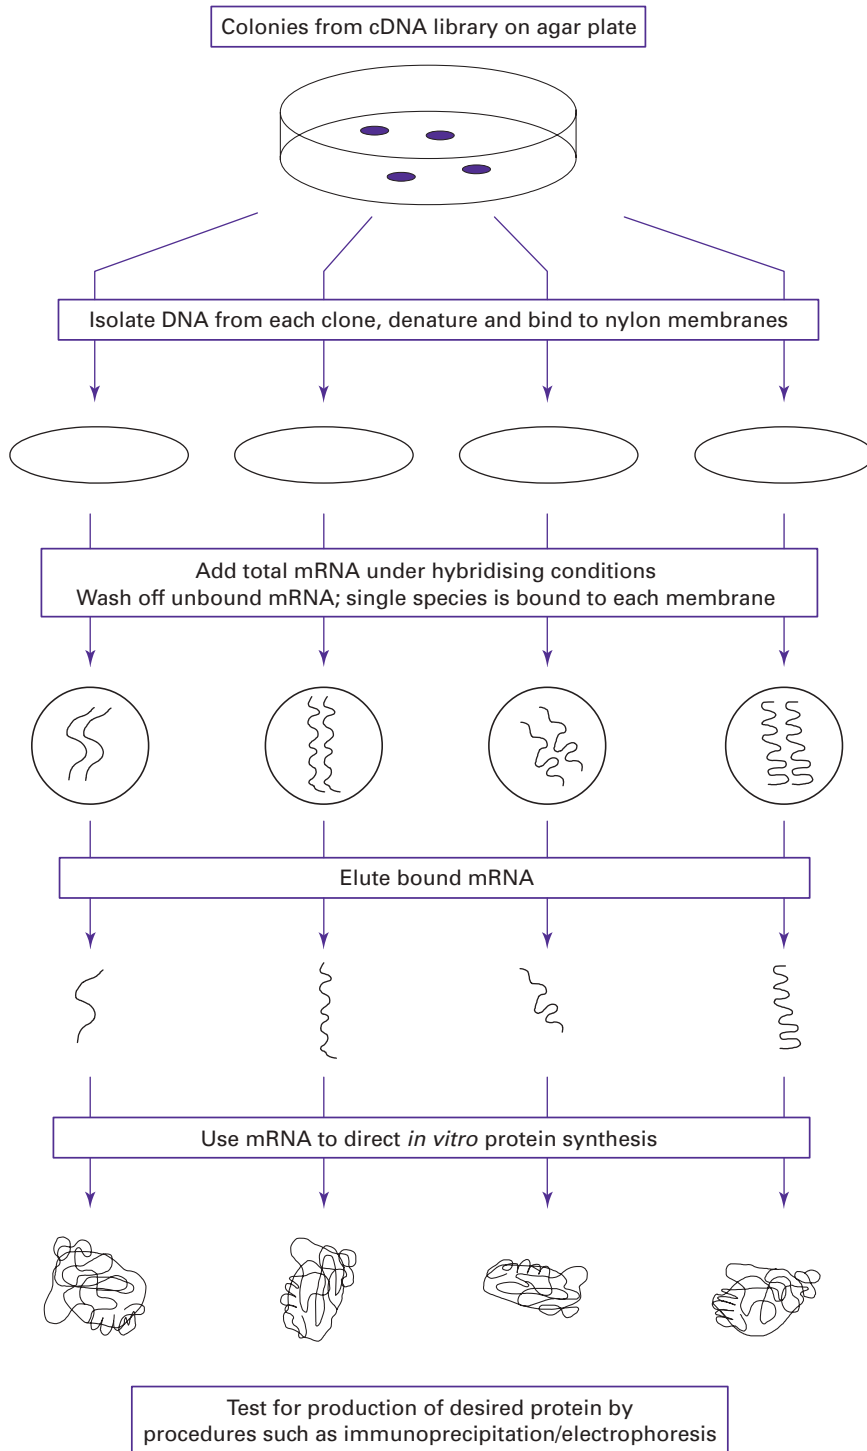 Colonies from cDNA library on agar plate
Isolate DNA from each clone, denature and bind to nylon membranes
Add total mRNA under hybridising conditions
Wash off unbound mRNA; single species is bound to each membrane
Elute bound mRNA
Use mRNA to direct in vitro protein synthesis
Test for production of desired protein by
procedures such as immunoprecipitation/electrophoresis